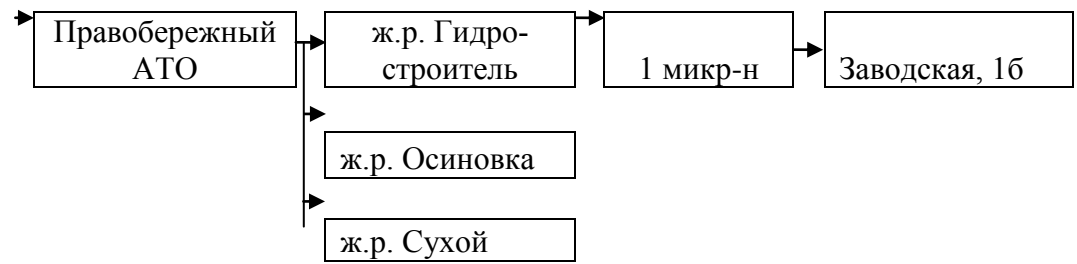 Правобережный
АТО
ж.р. Гидро-
строитель
1 микр-н
Заводская, 1б
ж.р. Осиновка
ж.р. Сухой